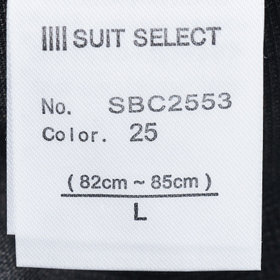 SUIT SELECT
No. SBC2553
Color. 25
(82cm~85cm)
L